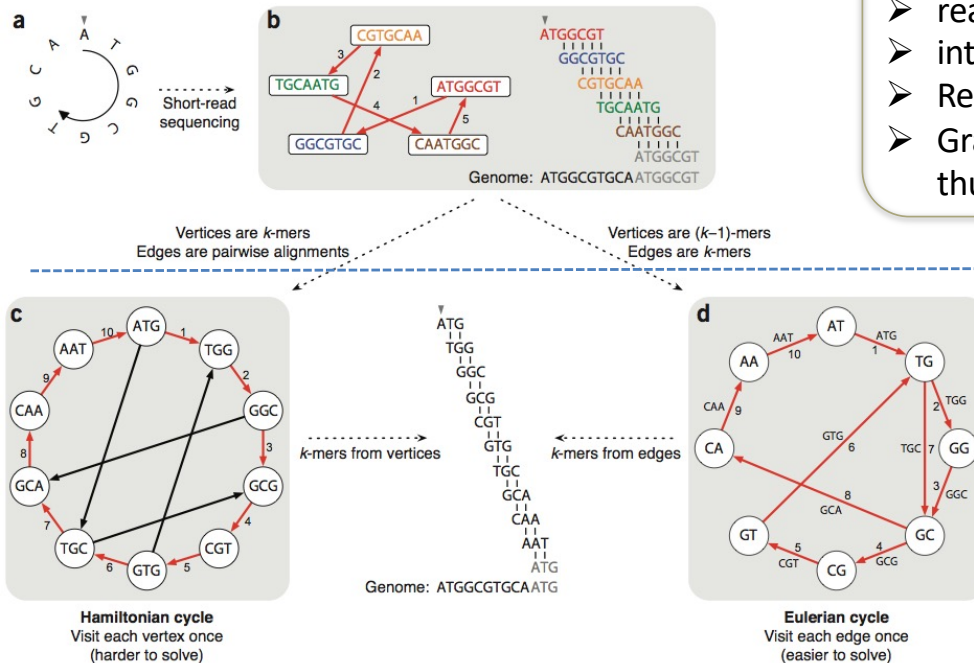 a
A
T
G
G
C
G
T
G
C
A
A
Short-read
sequencing
b
CGTGCAA
TGCAATG
ATGGCGT
GGCGTGC
CAATGGC
1
2
3
4
5
ATGGCGT
GGCGTGC
CGTGCAA
TGCAATG
CAATGGC
ATGGCGT
Genome: ATGGCGTGCAATGGCGT
Vertices are k-mers
Edges are pairwise alignments
Vertices are (k–1)-mers
Edges are k-mers
c
ATG
TGG
GGC
GCG
CGT
GTG
TGC
GCA
CAA
AAT
1
2
3
4
5
6
7
8
9
10
Hamiltonian cycle
Visit each vertex once
(harder to solve)
k-mers from vertices
ATG
TGG
GGC
GCG
CGT
GTG
TGC
GCA
CAA
AAT
ATG
Genome: ATGGCGTGCAATG
k-mers from edges
d
AT
TG
GG
GC
CG
GT
CA
AA
ATG
1
TGG
2
GGC
3
GCG
4
CGT
5
GTG
6
TGC
7
GCA
8
CAA
9
AAT
10
Eulerian cycle
Visit each edge once
(easier to solve)
➢ rea
➢ int
➢ Re
➢ Gra
thu